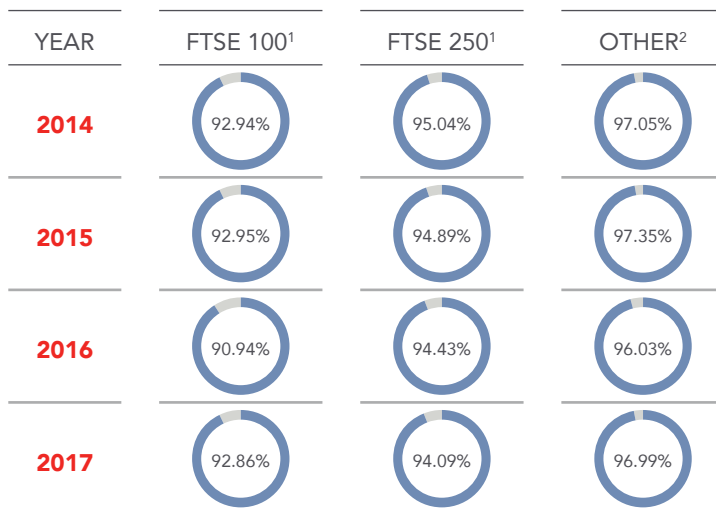 YEAR FTSE 100¹ FTSE 250¹ OTHER²
2014 92.94% 95.04% 97.05%
2015 92.95% 94.89% 97.35%
2016 90.94% 94.43% 96.03%
2017 92.86% 94.09% 96.99%